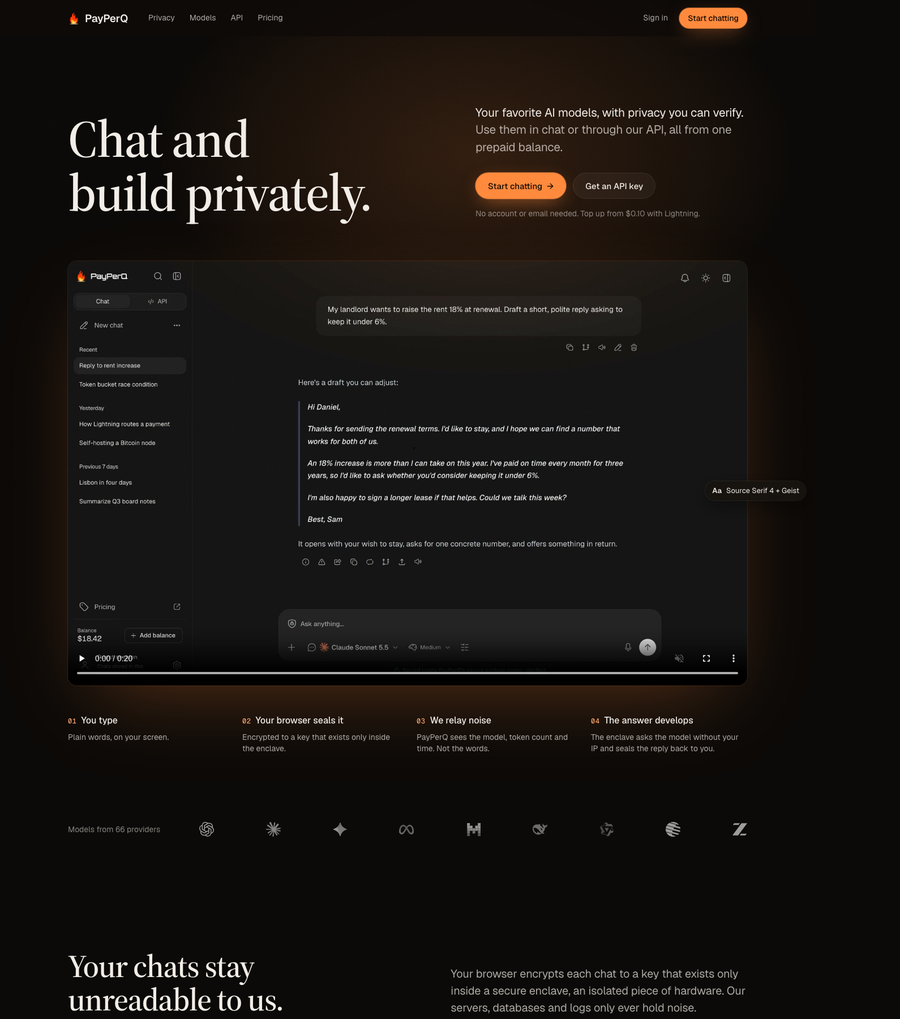 PayPerQ
Privacy
Models
API
Pricing
Sign in
Start chatting
Chat and
build privately.
Your favorite AI models, with privacy you can verify.
Use them in chat or through our API, all from one
prepaid balance.
Start chatting →
Get an API key
No account or email needed. Top up from $0.10 with Lightning.
PayPerQ
Chat
</> API
New chat
Recent
Reply to rent increase
Token bucket race condition
Yesterday
How Lightning routes a payment
Self-hosting a Bitcoin node
Previous 7 days
Lisbon in four days
Summarize Q3 board notes
Pricing
Balance
$18.42
+ Add balance
0:00 / 0:20
My landlord wants to raise the rent 18% at renewal. Draft a short, polite reply asking to
keep it under 6%.
Here's a draft you can adjust:
Hi Daniel,
Thanks for sending the renewal terms. I'd like to stay, and I hope we can find a number that
works for both of us.
An 18% increase is more than I can take on this year. I've paid on time every month for three
years, so I'd like to ask whether you'd consider keeping it under 6%.
I'm also happy to sign a longer lease if that helps. Could we talk this week?
Best, Sam
It opens with your wish to stay, asks for one concrete number, and offers something in return.
Ask anything...
Claude Sonnet 5.5
Medium
Aa Source Serif 4 + Geist
01 You type
Plain words, on your screen.
02 Your browser seals it
Encrypted to a key that exists only inside
the enclave.
03 We relay noise
PayPerQ sees the model, token count and
time. Not the words.
04 The answer develops
The enclave asks the model without your
IP and seals the reply back to you.
Models from 66 providers
Your chats stay
unreadable to us.
Your browser encrypts each chat to a key that exists only
inside a secure enclave, an isolated piece of hardware. Our
servers, databases and logs only ever hold noise.